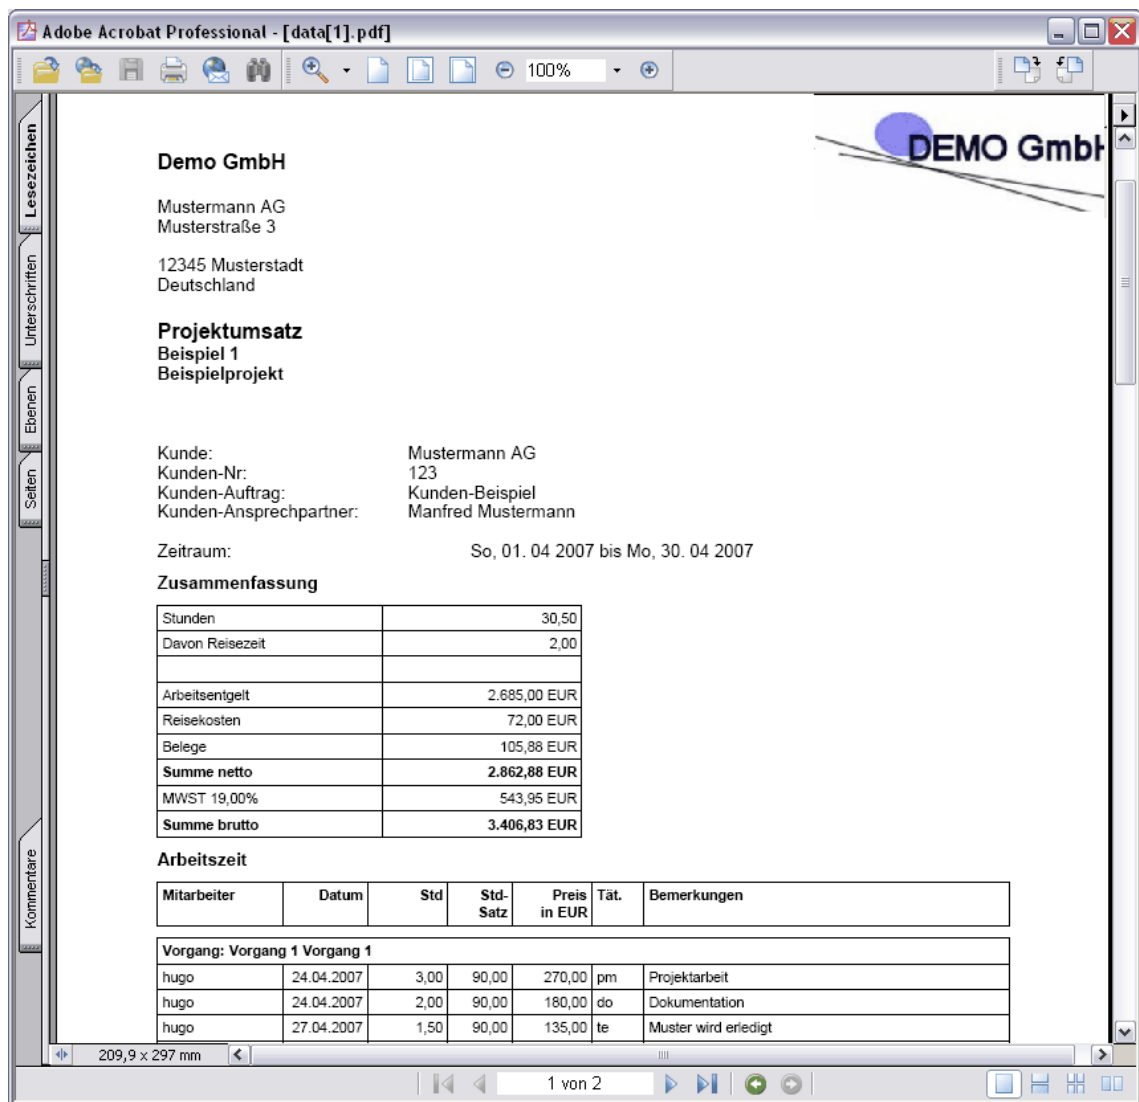 Adobe Acrobat Professional - [data[1].pdf]
100%
Lesezeichen
Unterschriften
Ebenen
Seiten
Kommentare
DEMO GmbH
Demo GmbH
Mustermann AG
Musterstraße 3
12345 Musterstadt
Deutschland
Projektumsatz
Beispiel 1
Beispielprojekt
Kunde: Mustermann AG
Kunden-Nr: 123
Kunden-Auftrag: Kunden-Beispiel
Kunden-Ansprechpartner: Manfred Mustermann
Zeitraum: So, 01. 04 2007 bis Mo, 30. 04 2007
Zusammenfassung
Stunden 30,50
Davon Reisezeit 2,00
Arbeitsentgelt 2.685,00 EUR
Reisekosten 72,00 EUR
Belege 105,88 EUR
Summe netto 2.862,88 EUR
MWST 19,00% 543,95 EUR
Summe brutto 3.406,83 EUR
Arbeitszeit
Mitarbeiter Datum Std Std- Preis Tät. Bemerkungen
Satz in EUR
Vorgang: Vorgang 1 Vorgang 1
hugo 24.04.2007 3,00 90,00 270,00 pm Projektarbeit
hugo 24.04.2007 2,00 90,00 180,00 do Dokumentation
hugo 27.04.2007 1,50 90,00 135,00 te Muster wird erledigt
209,9 x 297 mm
1 von 2